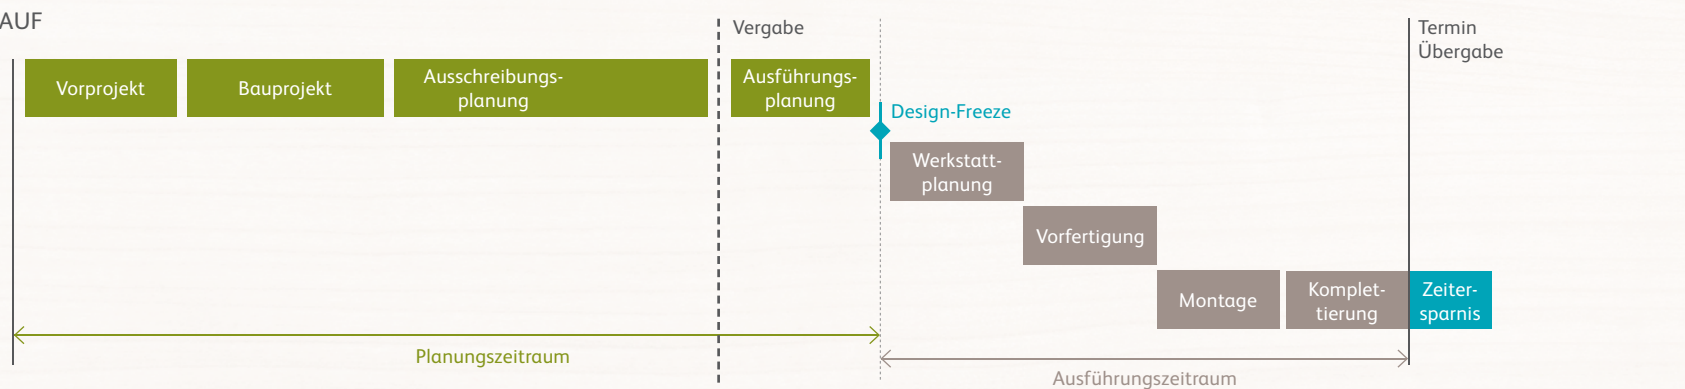 AUF
Vergabe
Termin
Übergabe
Vorprojekt
Bauprojekt
Ausschreibungs-
planung
Ausführungs-
planung
Design-Freeze
Werkstatt-
planung
Vorfertigung
Montage
Komplet-
tierung
Zeiter-
sparnis
Planungszeitraum
Ausführungszeitraum